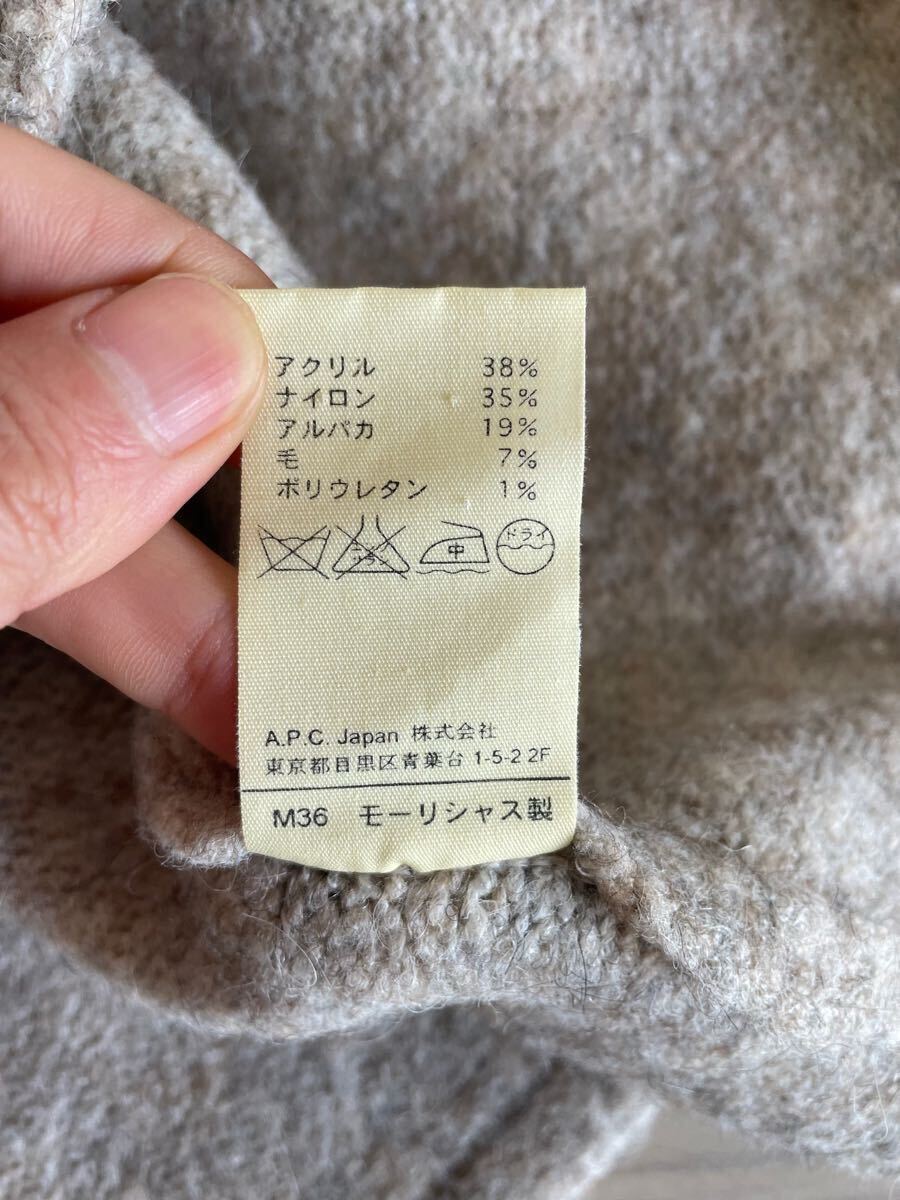 アクリル 38%
ナイロン 35%
アルパカ 19%
毛 7%
ポリウレタン 1%
中 ドライ
A.P.C. Japan 株式会社
東京都目黒区青葉台 1-5-2 2F
M36 モーリシャス製